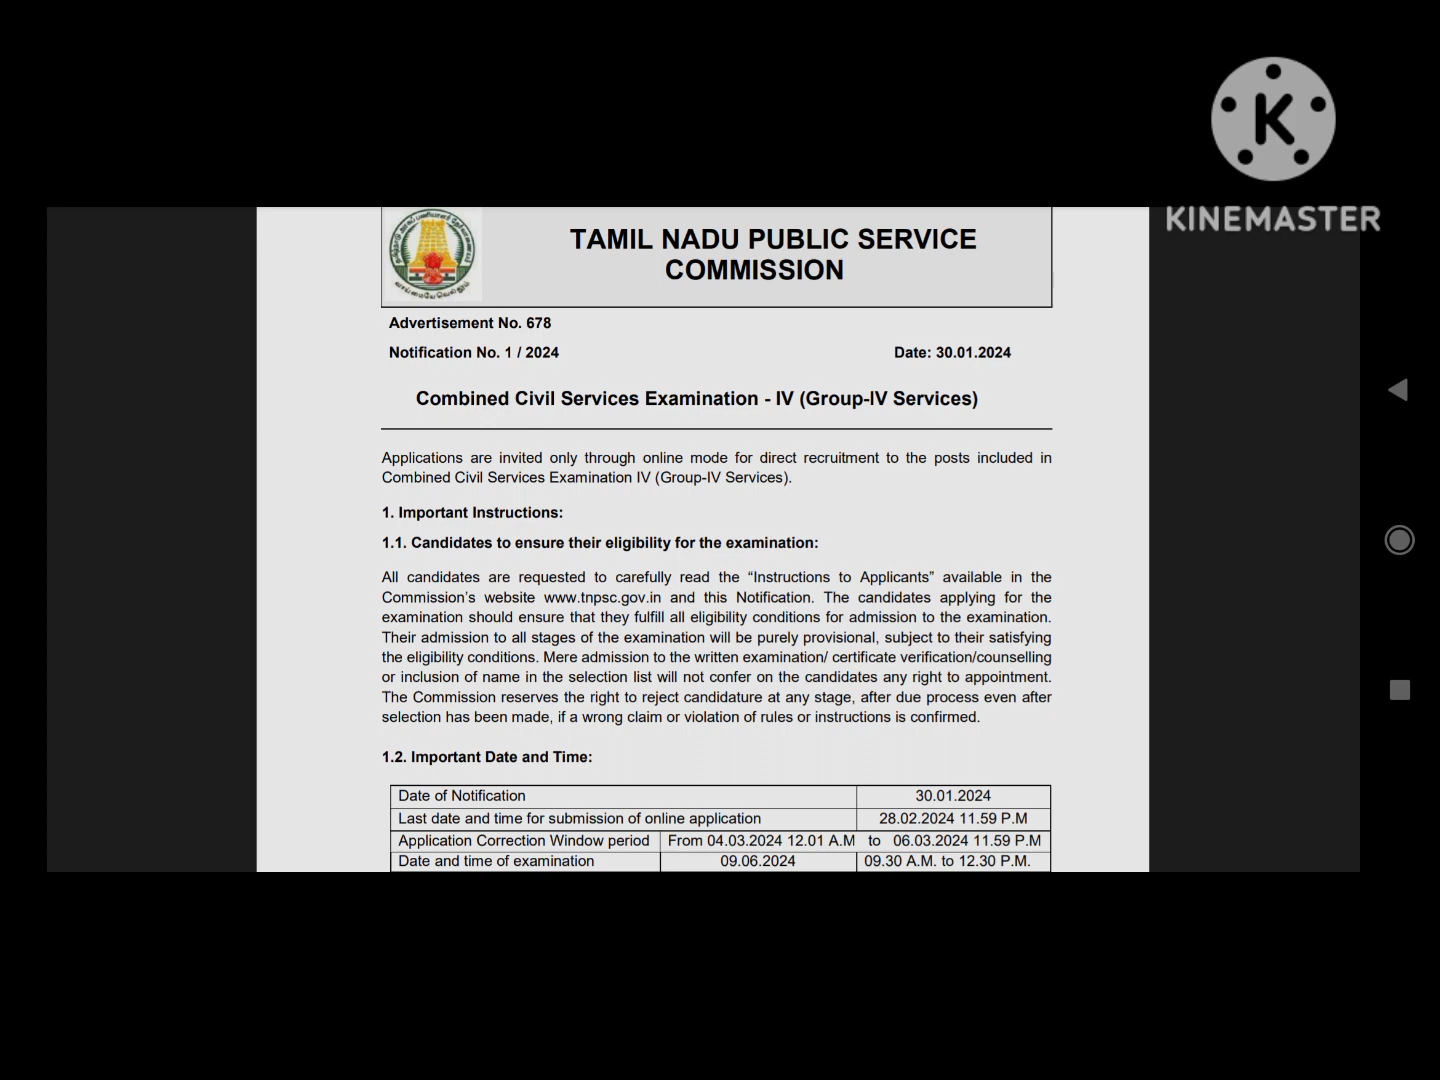 KINEMASTER
TAMIL NADU PUBLIC SERVICE
COMMISSION
Advertisement No. 678
Notification No. 1 / 2024 Date: 30.01.2024
Combined Civil Services Examination - IV (Group-IV Services)
Applications are invited only through online mode for direct recruitment to the posts included in
Combined Civil Services Examination IV (Group-IV Services).
1. Important Instructions:
1.1. Candidates to ensure their eligibility for the examination:
All candidates are requested to carefully read the “Instructions to Applicants” available in the
Commission’s website www.tnpsc.gov.in and this Notification. The candidates applying for the
examination should ensure that they fulfill all eligibility conditions for admission to the examination.
Their admission to all stages of the examination will be purely provisional, subject to their satisfying
the eligibility conditions. Mere admission to the written examination/ certificate verification/counselling
or inclusion of name in the selection list will not confer on the candidates any right to appointment.
The Commission reserves the right to reject candidature at any stage, after due process even after
selection has been made, if a wrong claim or violation of rules or instructions is confirmed.
1.2. Important Date and Time:
Date of Notification 30.01.2024
Last date and time for submission of online application 28.02.2024 11.59 P.M
Application Correction Window period From 04.03.2024 12.01 A.M to 06.03.2024 11.59 P.M
Date and time of examination 09.06.2024 09.30 A.M. to 12.30 P.M.